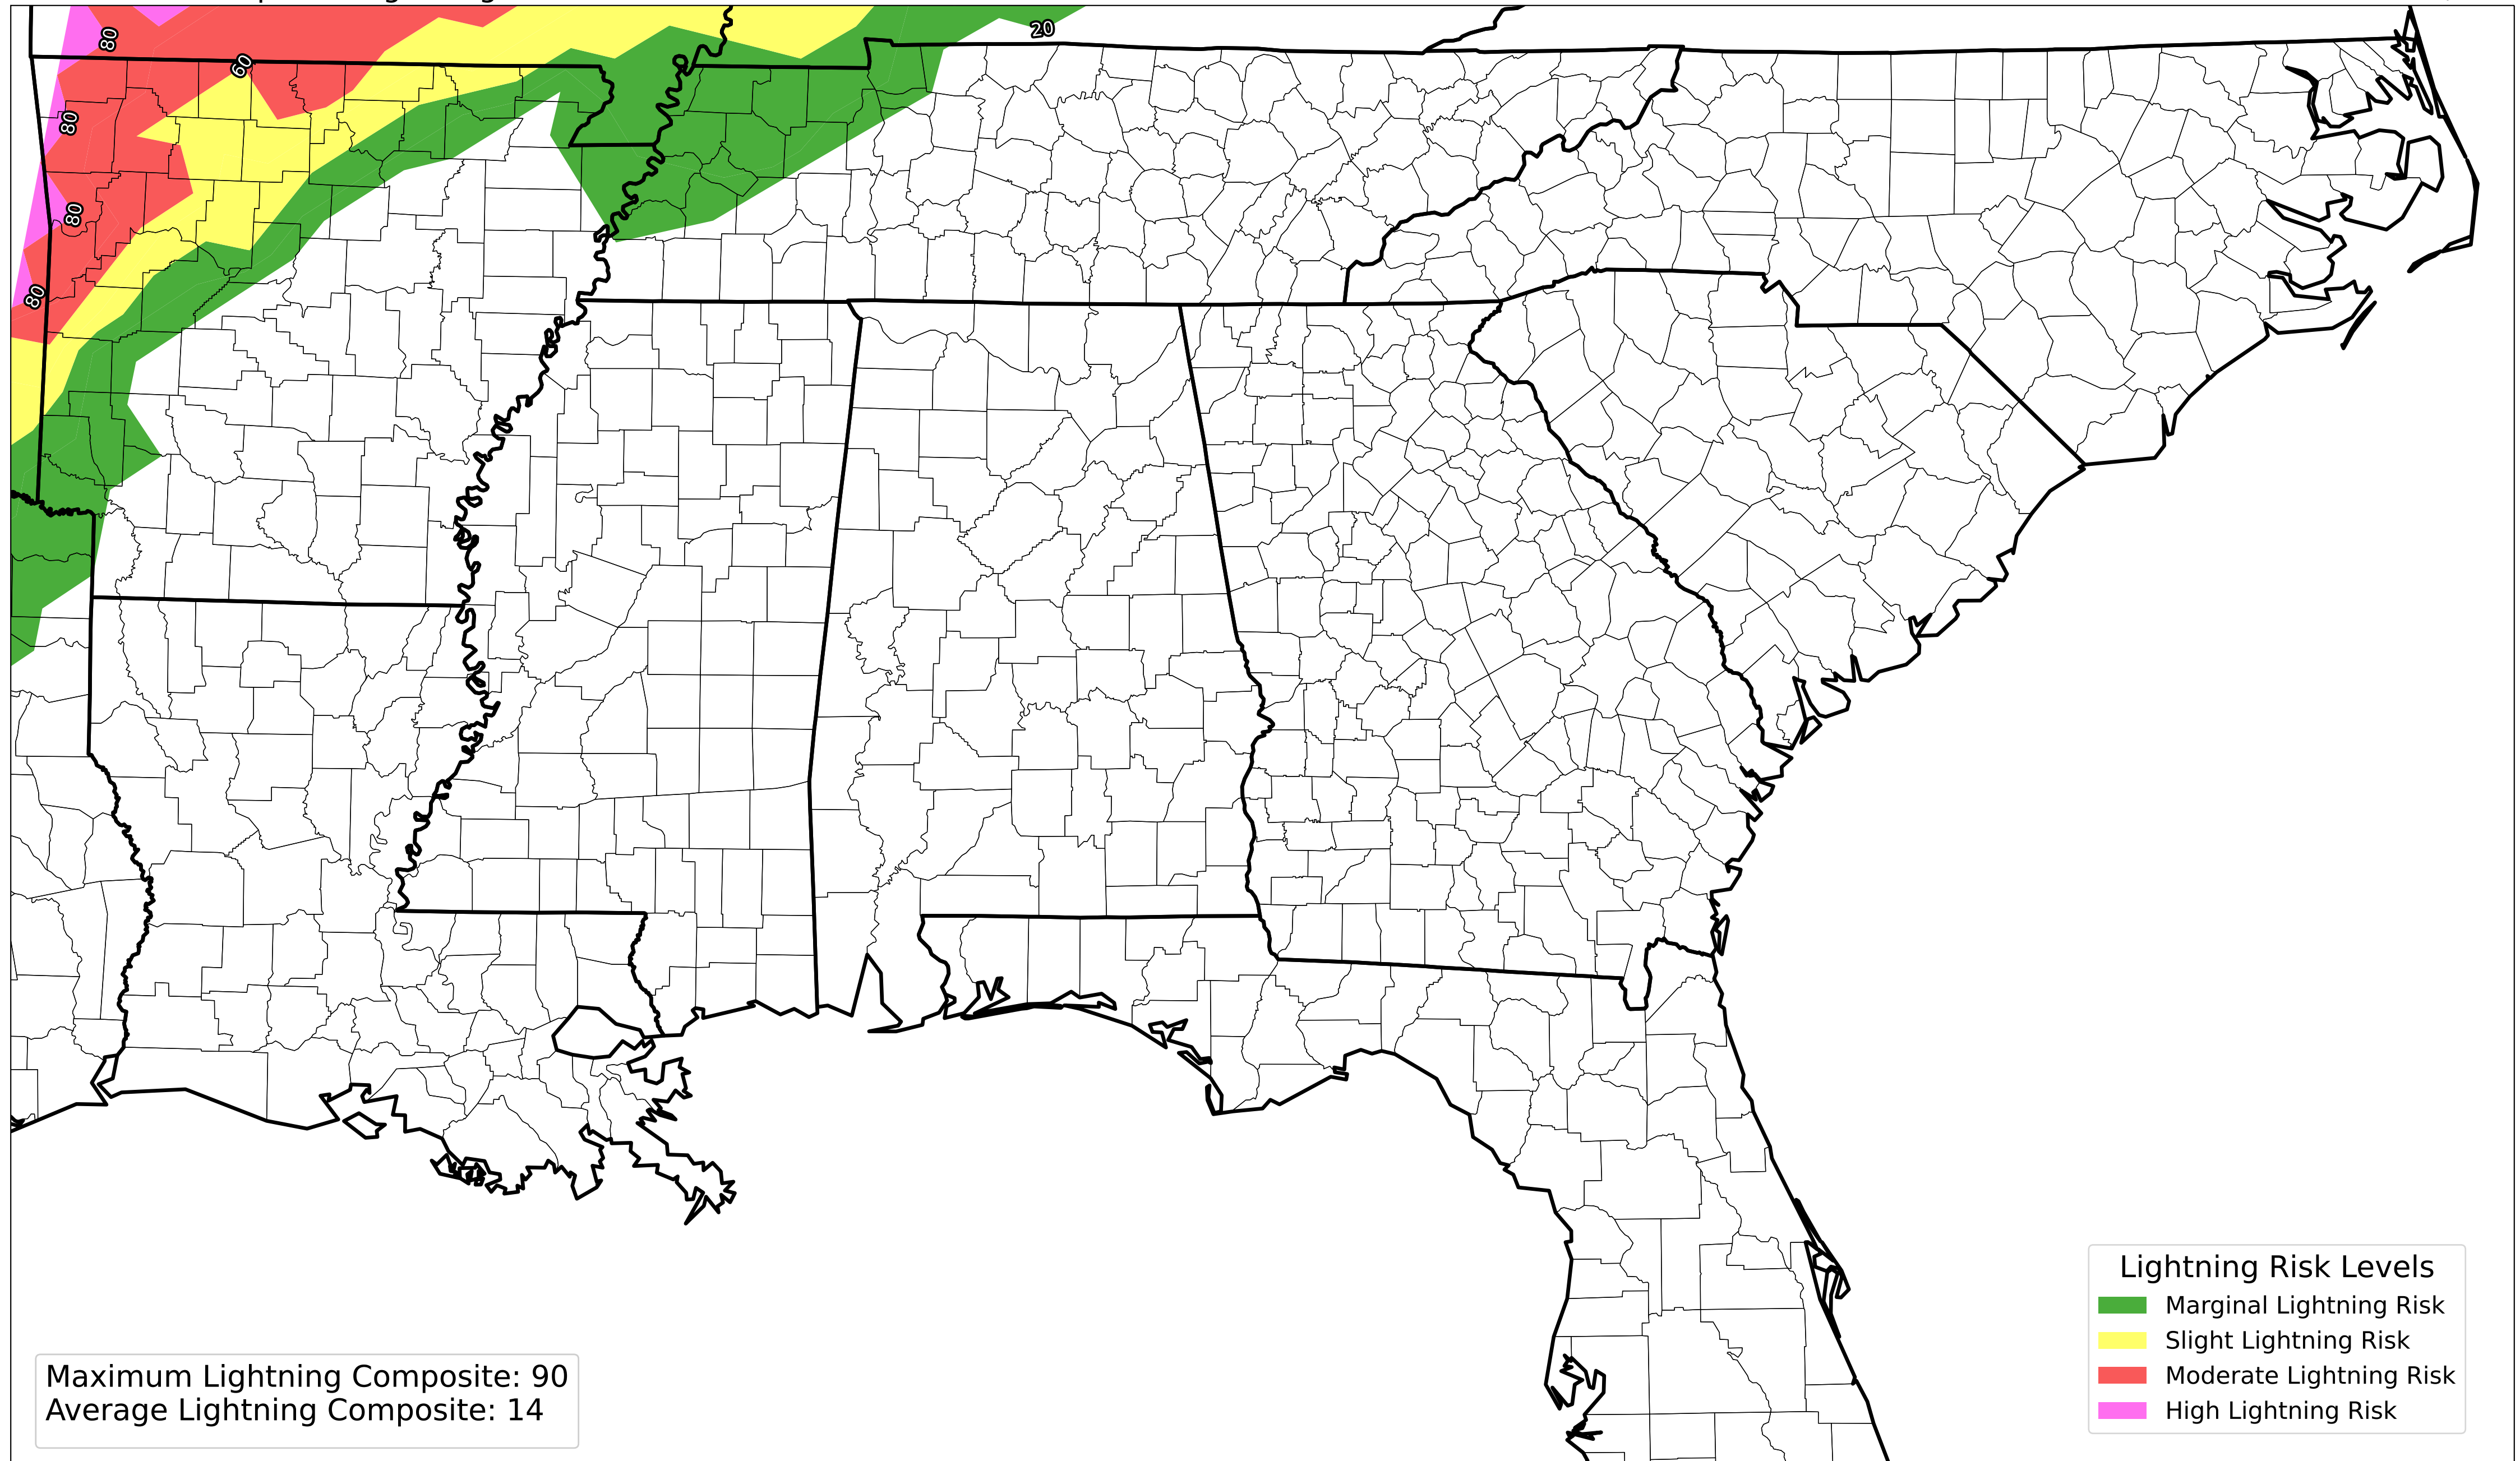 80
20
60
80
80
80
Lightning Risk Levels
Marginal Lightning Risk
Slight Lightning Risk
Moderate Lightning Risk
High Lightning Risk
Maximum Lightning Composite: 90
Average Lightning Composite: 14